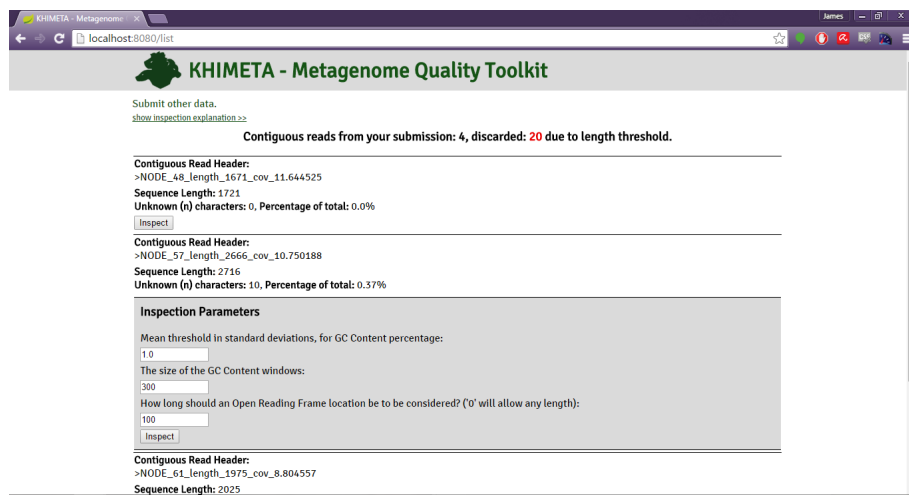 KHIMETA - Metagenome
James
localhost:8080/list
KHIMETA - Metagenome Quality Toolkit
Submit other data.
show inspection explanation >>
Contiguous reads from your submission: 4, discarded: 20 due to length threshold.
Contiguous Read Header:
>NODE_48_length_1671_cov_11.644525
Sequence Length: 1721
Unknown (n) characters: 0, Percentage of total: 0.0%
Inspect
Contiguous Read Header:
>NODE_57_length_2666_cov_10.750188
Sequence Length: 2716
Unknown (n) characters: 10, Percentage of total: 0.37%
Inspection Parameters
Mean threshold in standard deviations, for GC Content percentage:
1.0
The size of the GC Content windows:
300
How long should an Open Reading Frame location be to be considered? ('0' will allow any length):
100
Inspect
Contiguous Read Header:
>NODE_61_length_1975_cov_8.804557
Sequence Length: 2025